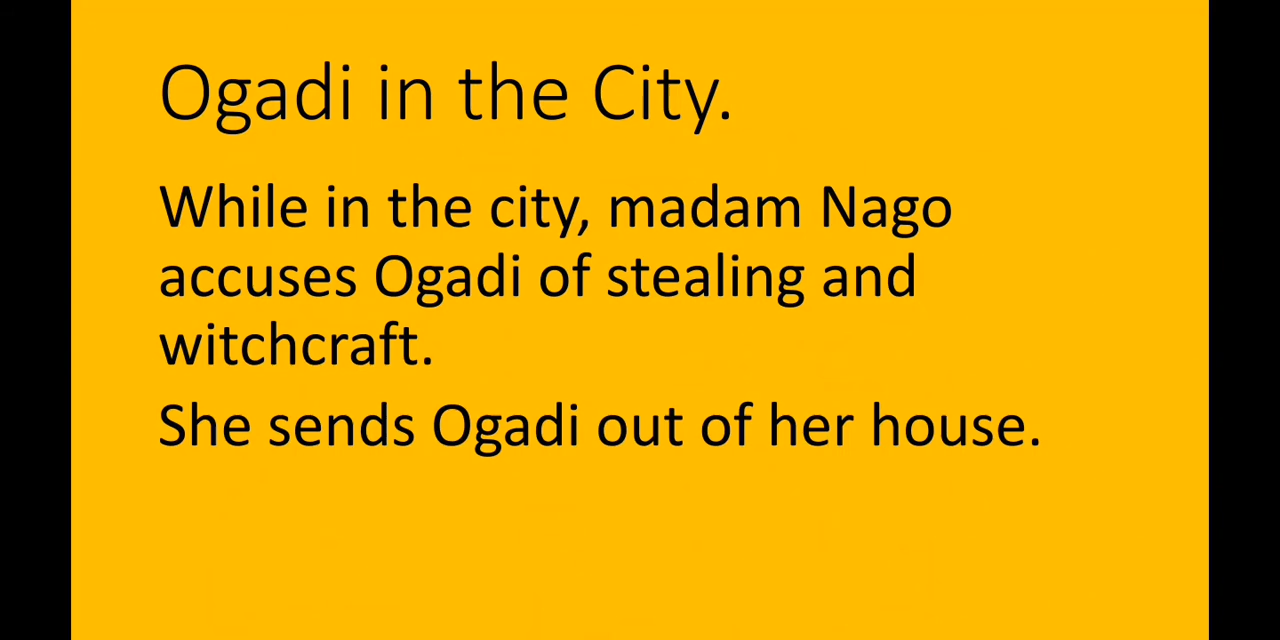 Ogadi in the City.
While in the city, madam Nago
accuses Ogadi of stealing and
witchcraft.
She sends Ogadi out of her house.